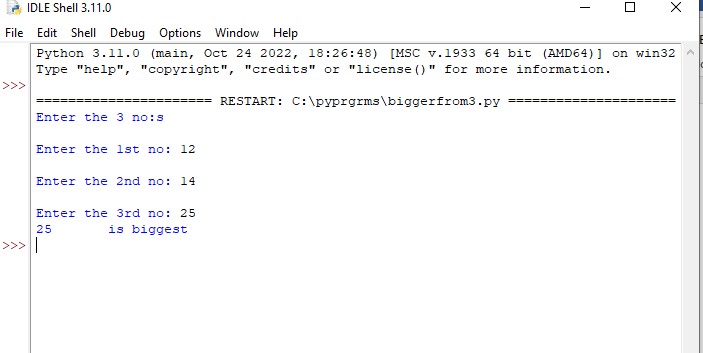 IDLE Shell 3.11.0
File Edit Shell Debug Options Window Help
Python 3.11.0 (main, Oct 24 2022, 18:26:48) [MSC v.1933 64 bit (AMD64)] on win32
Type "help", "copyright", "credits" or "license()" for more information.
>>>
====================== RESTART: C:\pyprgrms\biggerfrom3.py =====================
Enter the 3 no:s
Enter the 1st no: 12
Enter the 2nd no: 14
Enter the 3rd no: 25
25 is biggest
>>>